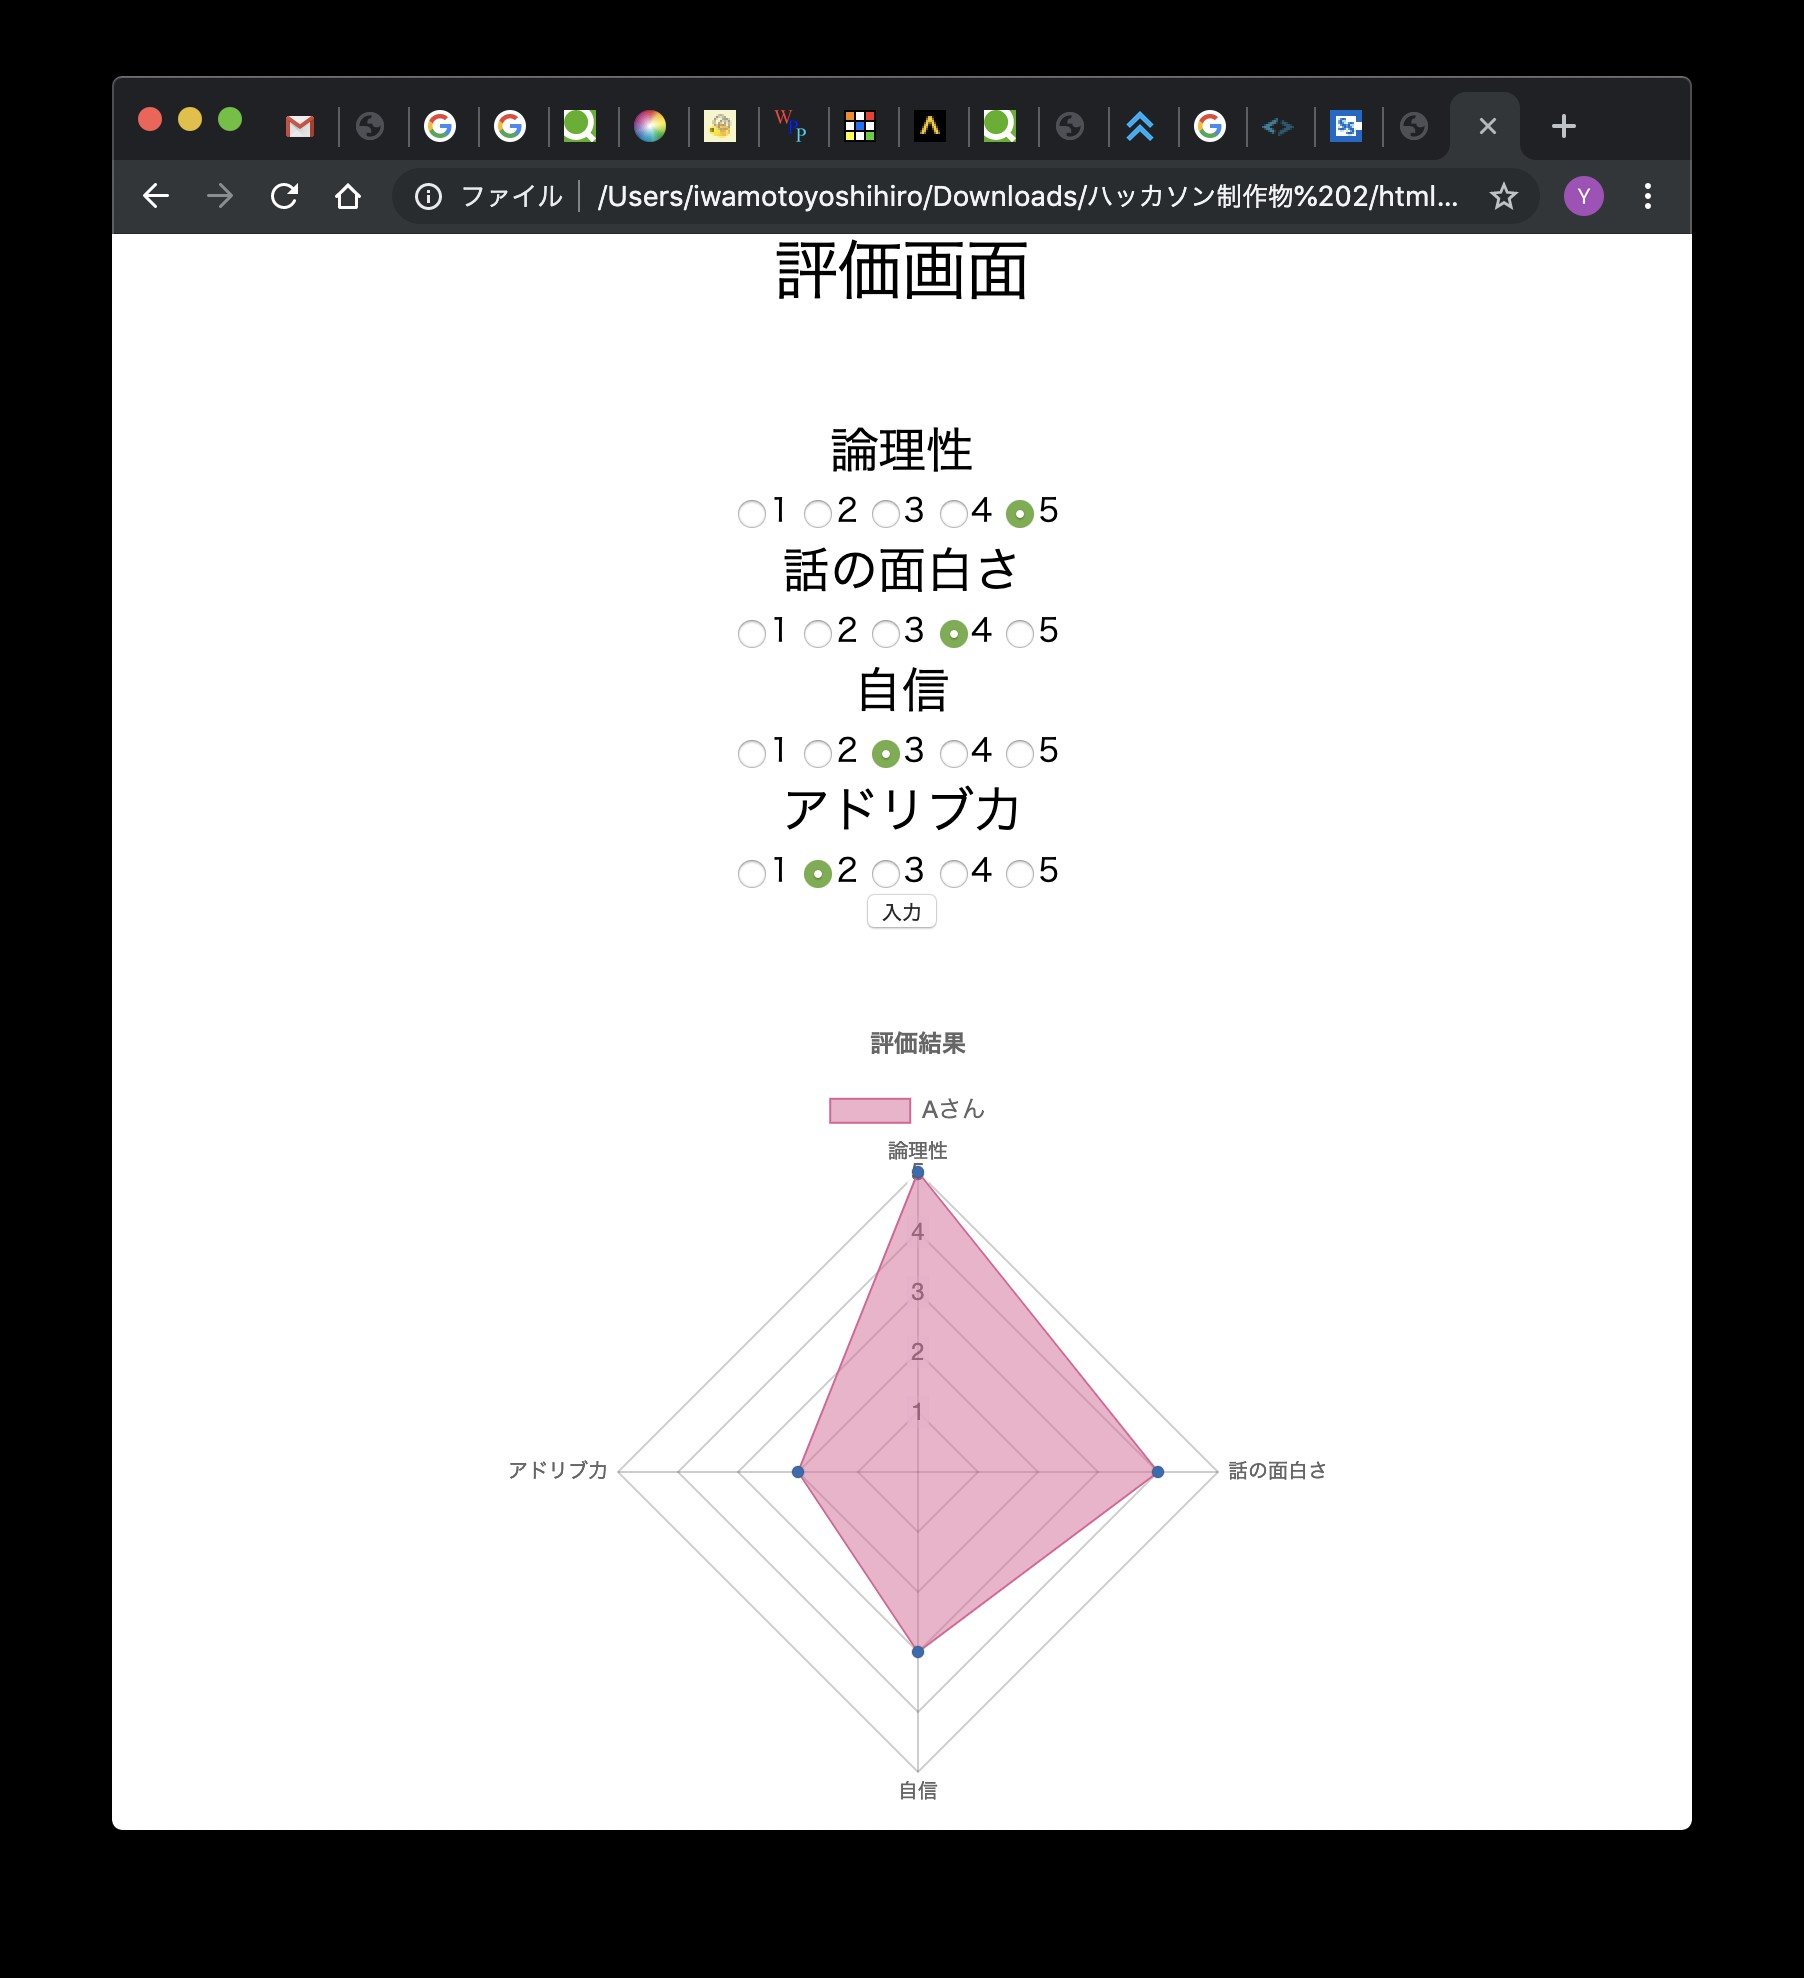 W
P
P
ファイル /Users/iwamotoyoshihiro/Downloads/ハッカソン制作物%202/html... Y
評価画面
論理性
1 2 3 4 5
話の面白さ
1 2 3 4 5
自信
1 2 3 4 5
アドリブ力
1 2 3 4 5
入力
評価結果
Aさん
論理性
5
4
3
2
1
アドリブ力 話の面白さ
自信